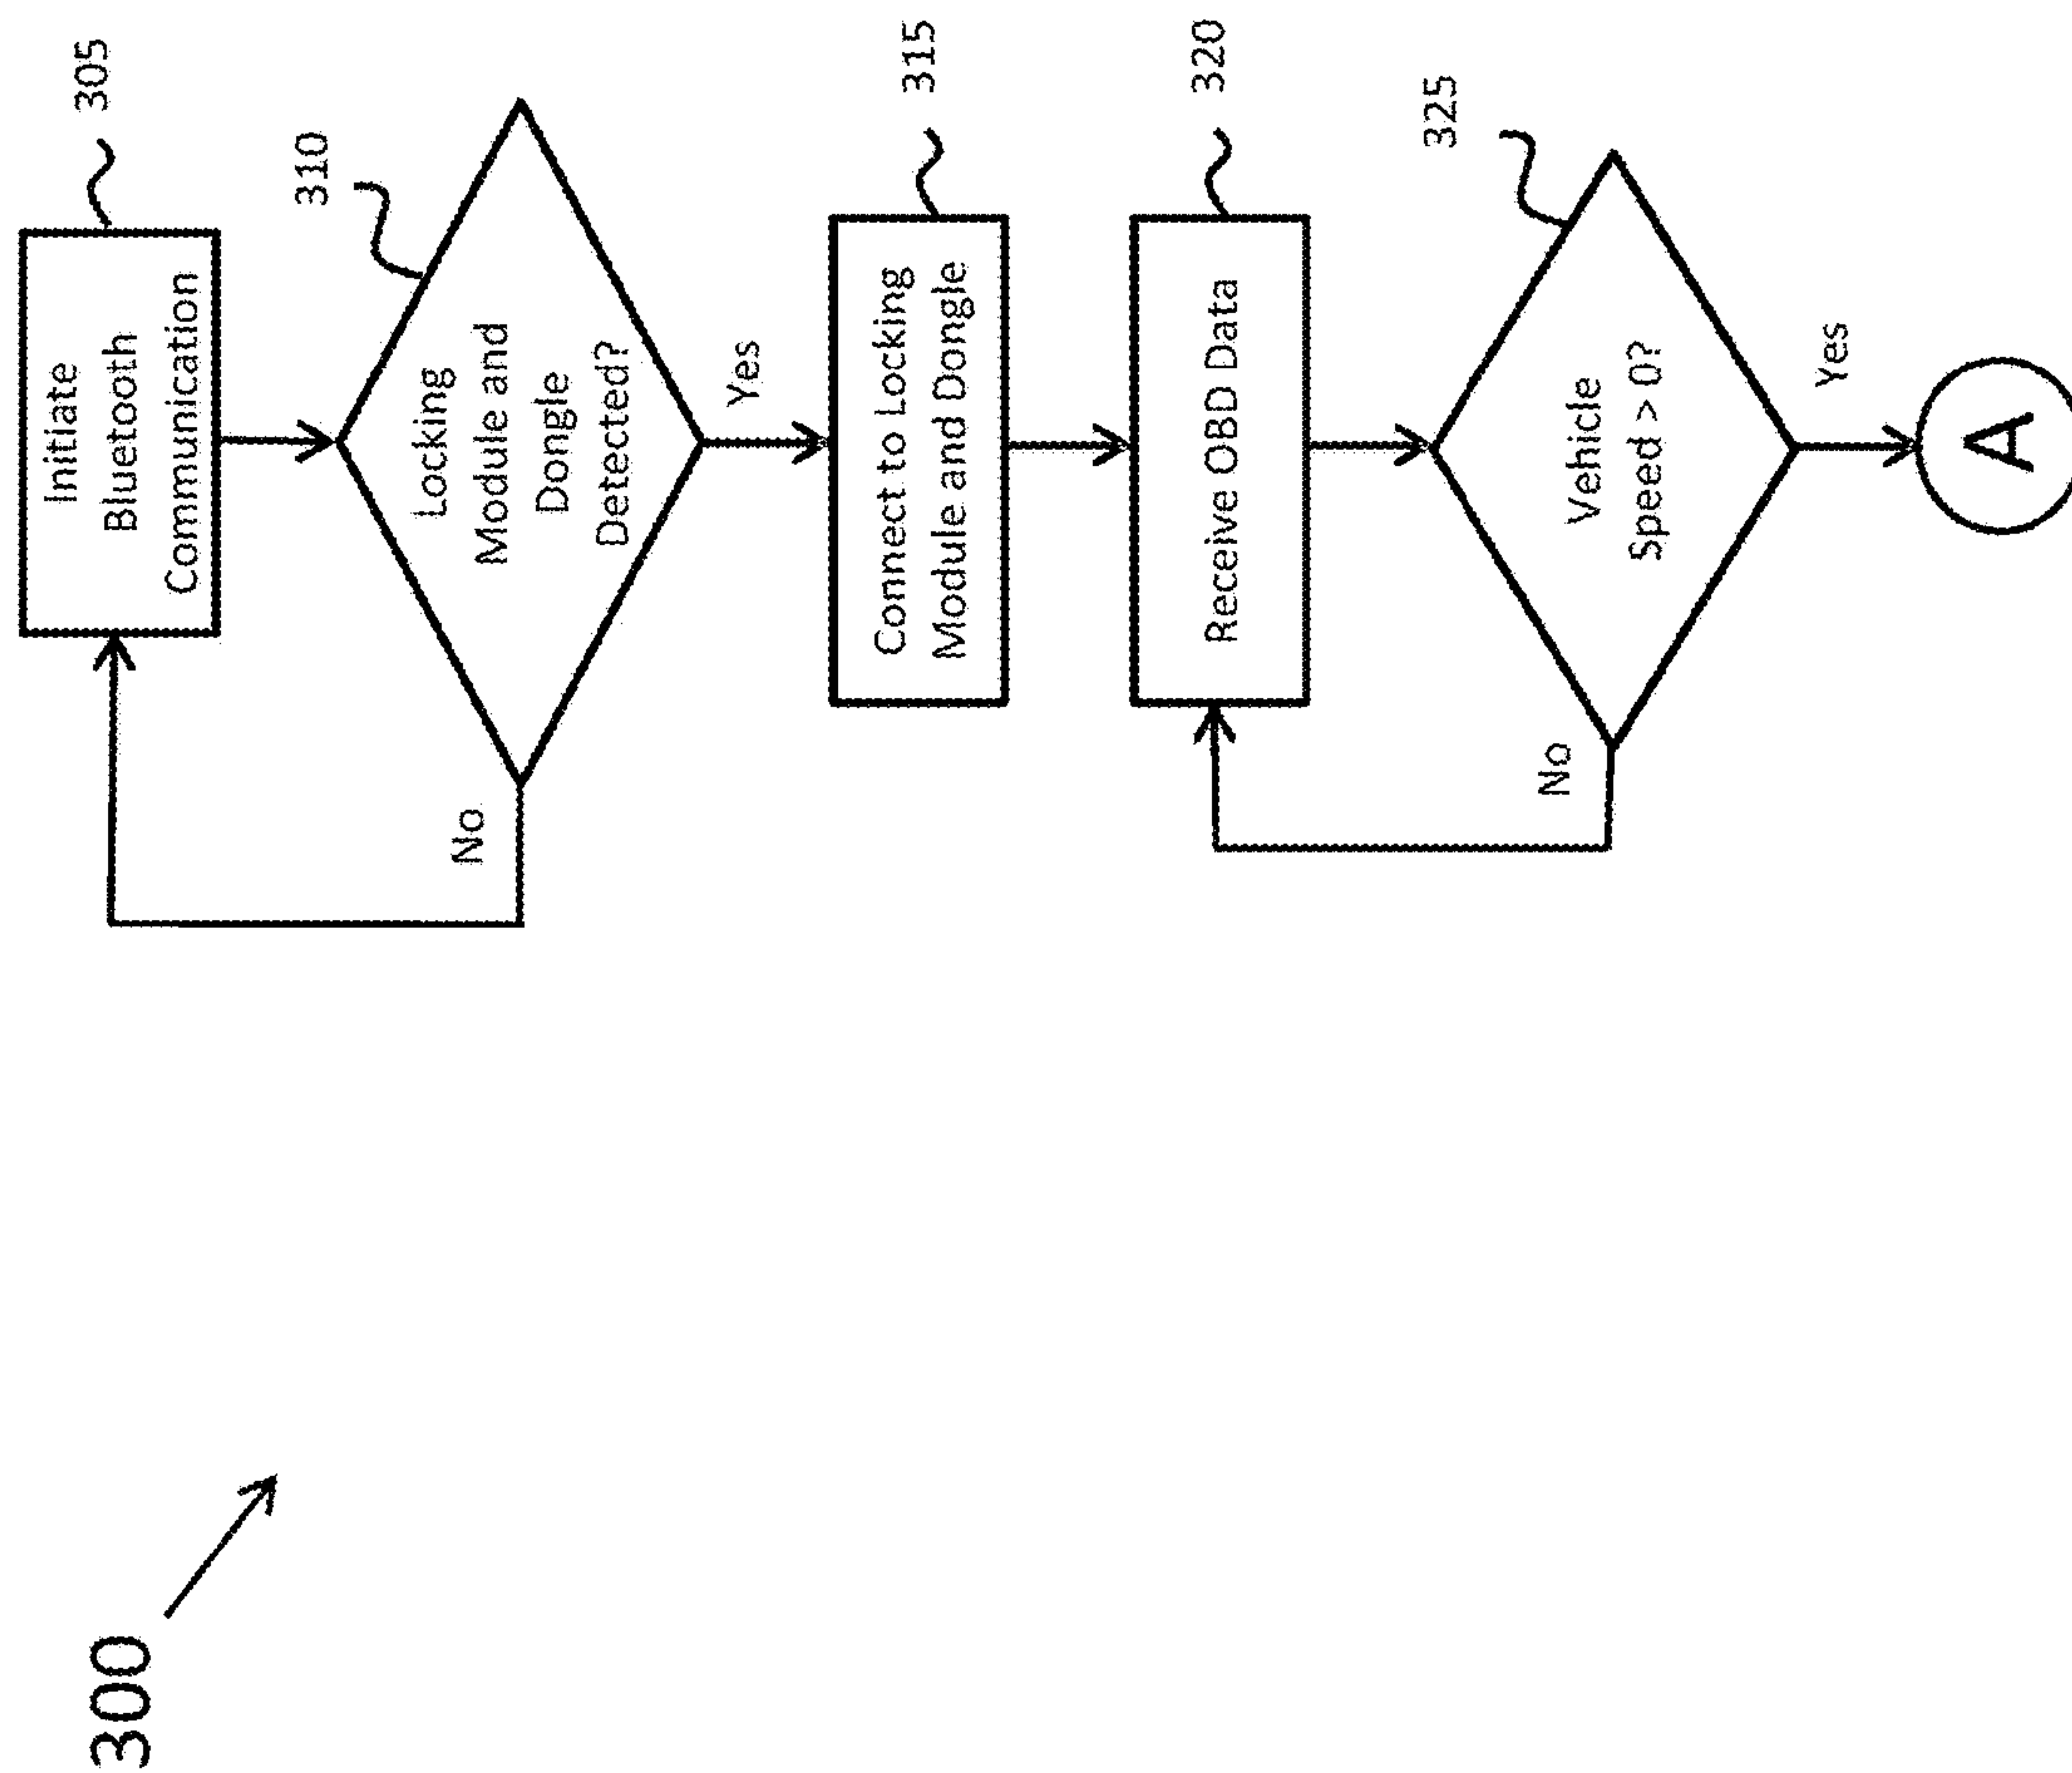 300
Initiate
Bluetooth
Communication
305
310
Locking
Module and
Dongle
Detected?
No
Yes
Connect to Locking
Module and Dongle
315
Receive OBD Data
320
325
Vehicle
Speed > 0?
No
Yes
A